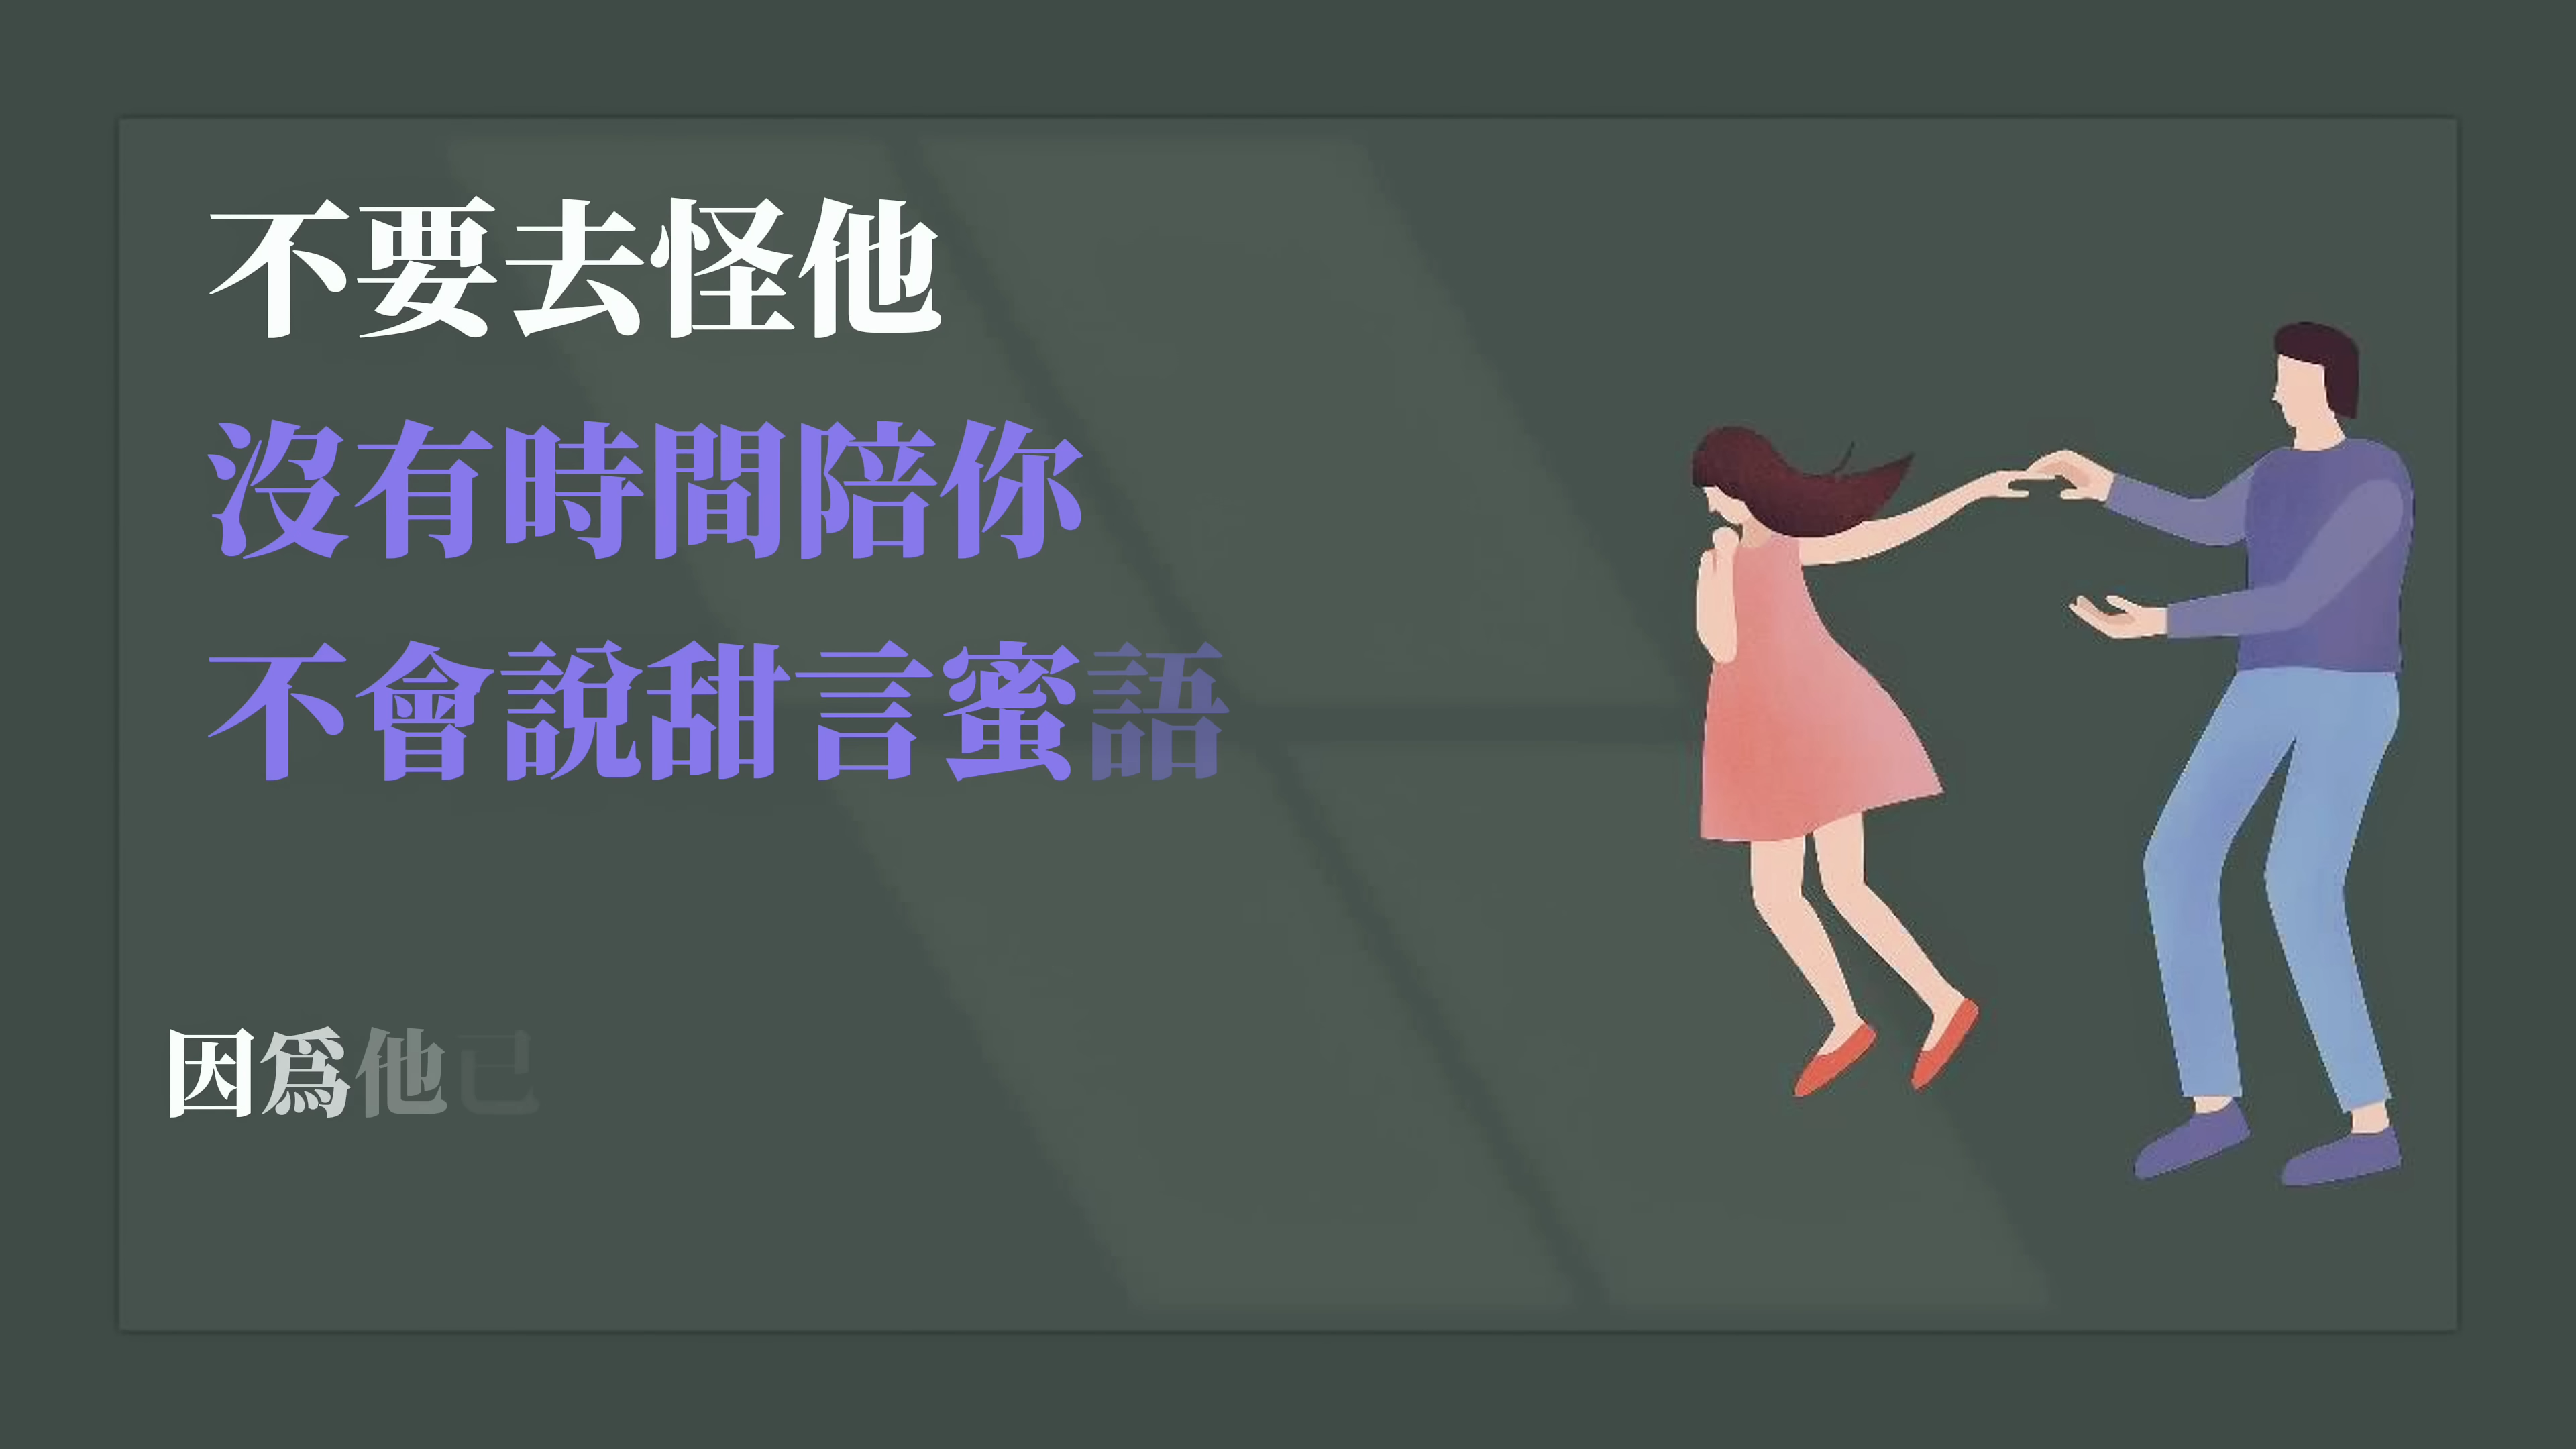 不要去怪他
沒有時間陪你
不會說甜言蜜語
因爲他已